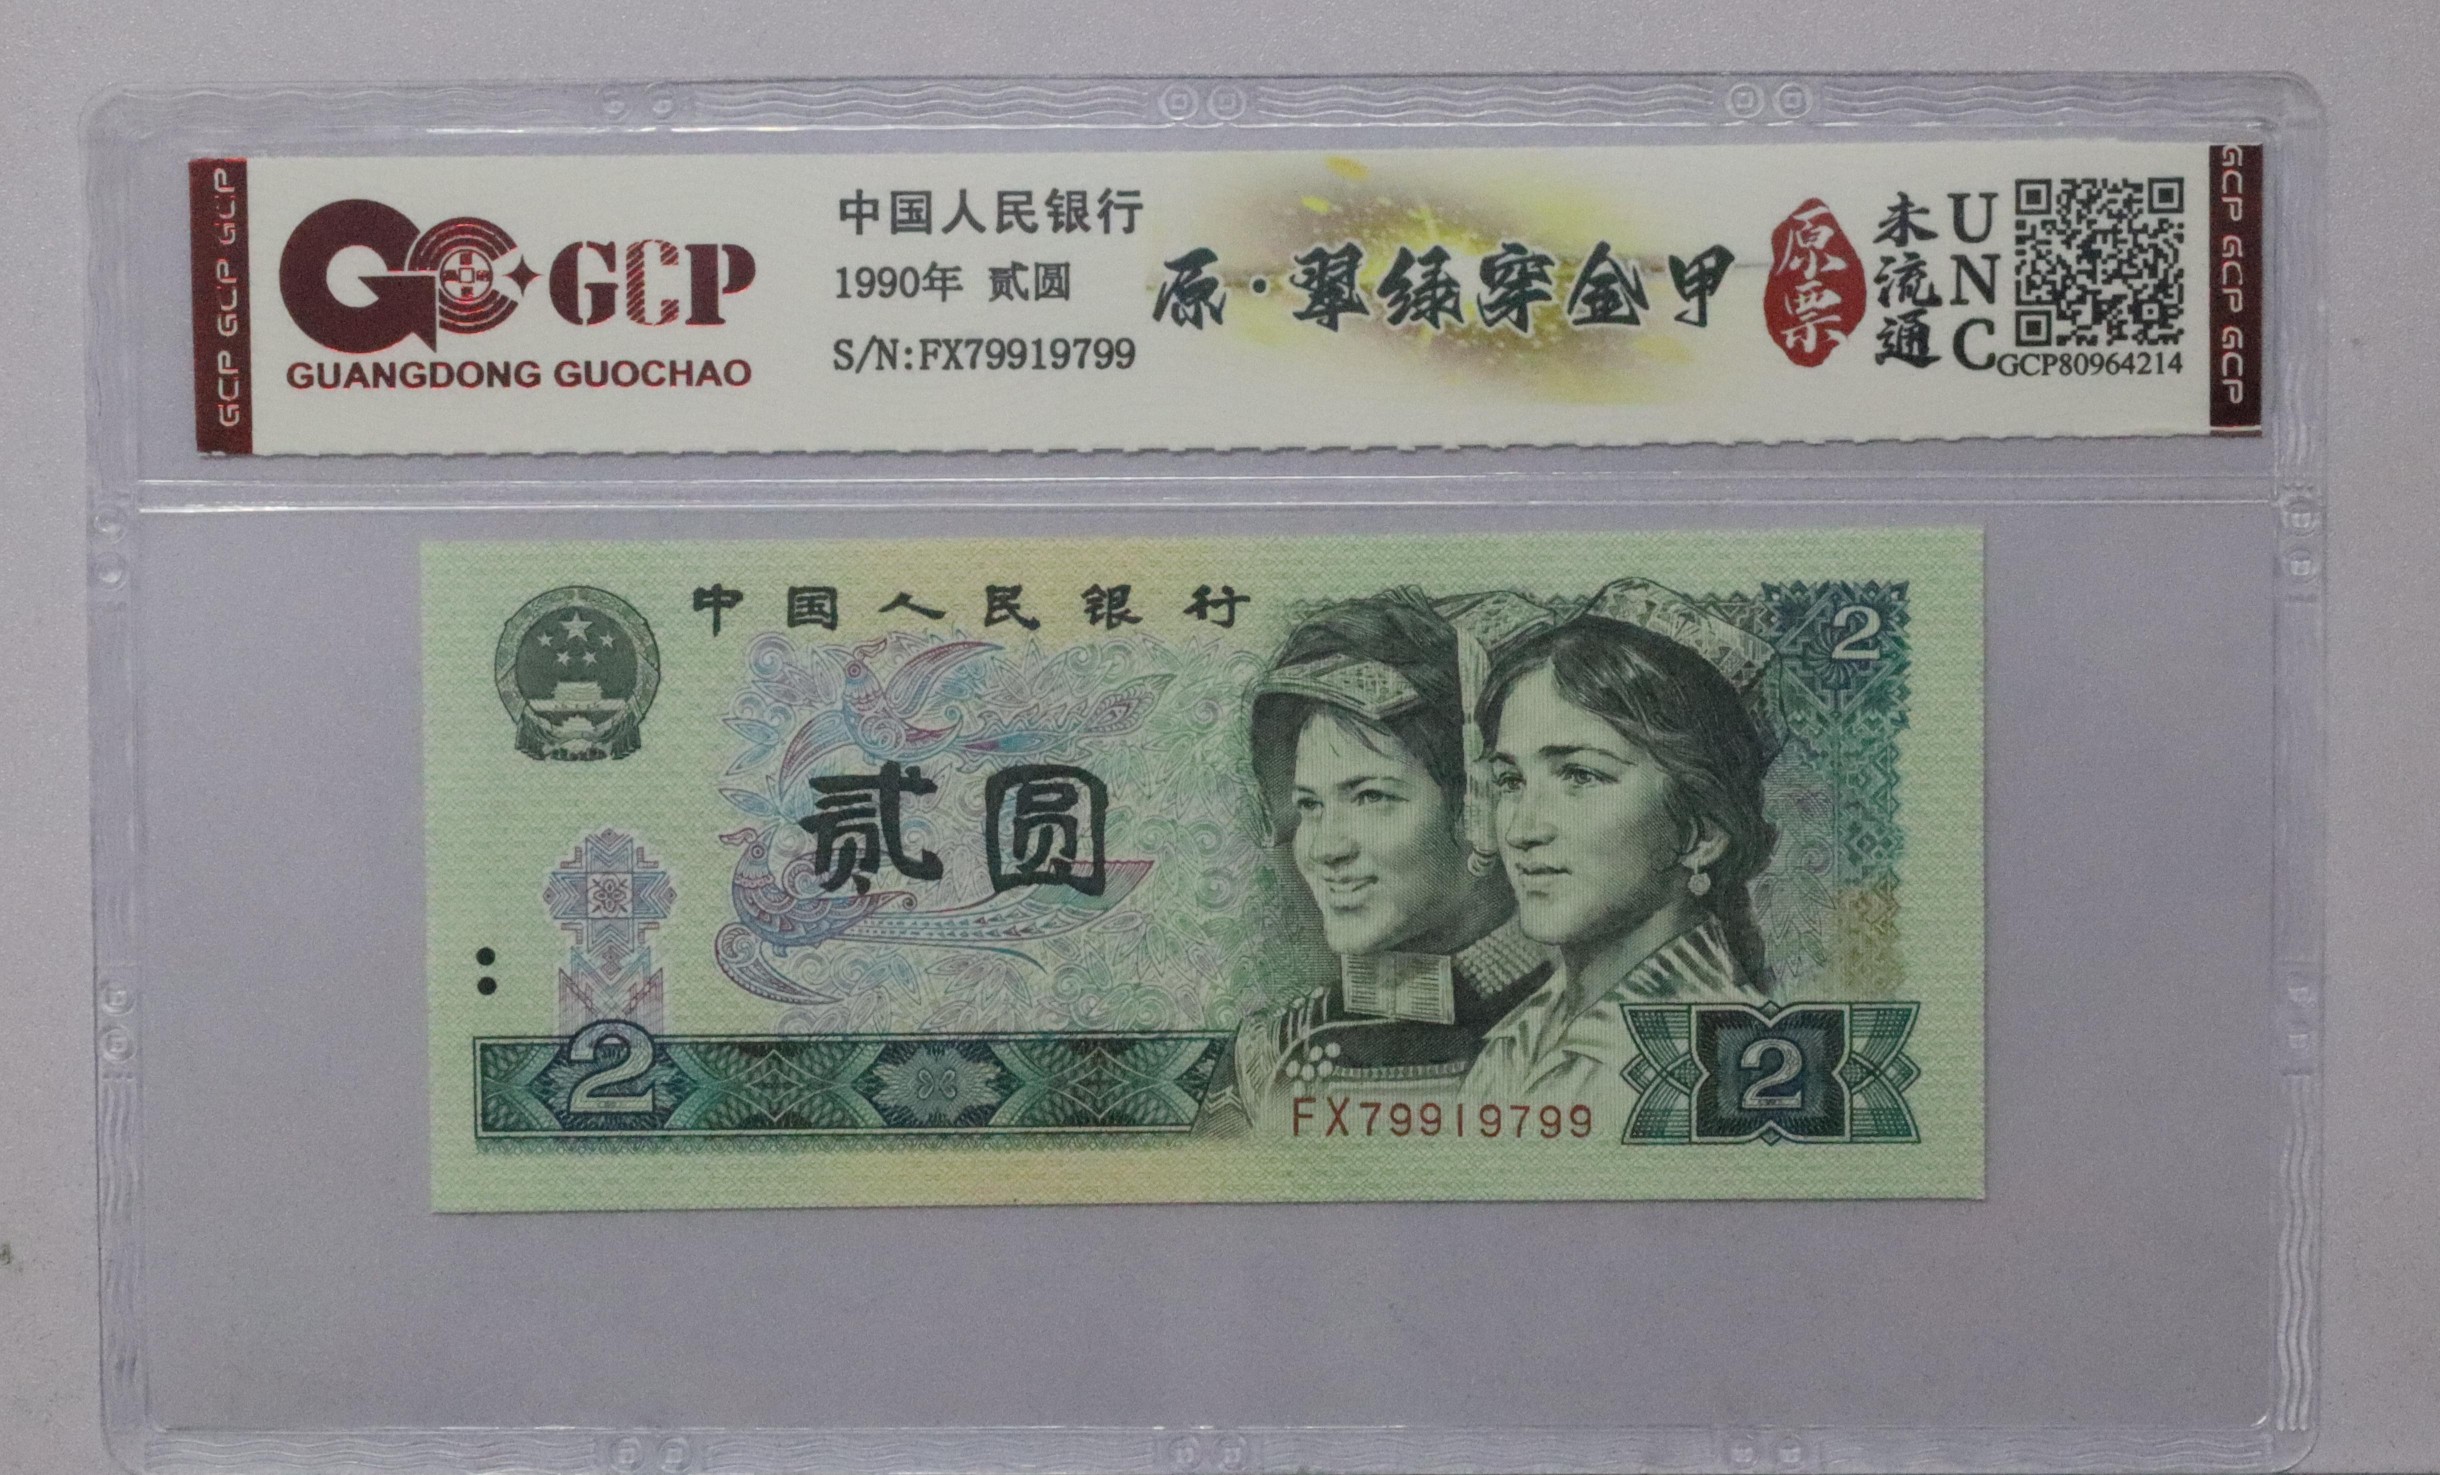 GCP GCP GCP
GCP
GUANGDONG GUOCHAO
中国人民银行
1990年 贰圆
S/N:FX79919799
原·翠绿穿金甲
原票
未流通
UNC
GCP80964214
GCP GCP GCP
中国人民银行
2
贰圆
2
FX79919799
2